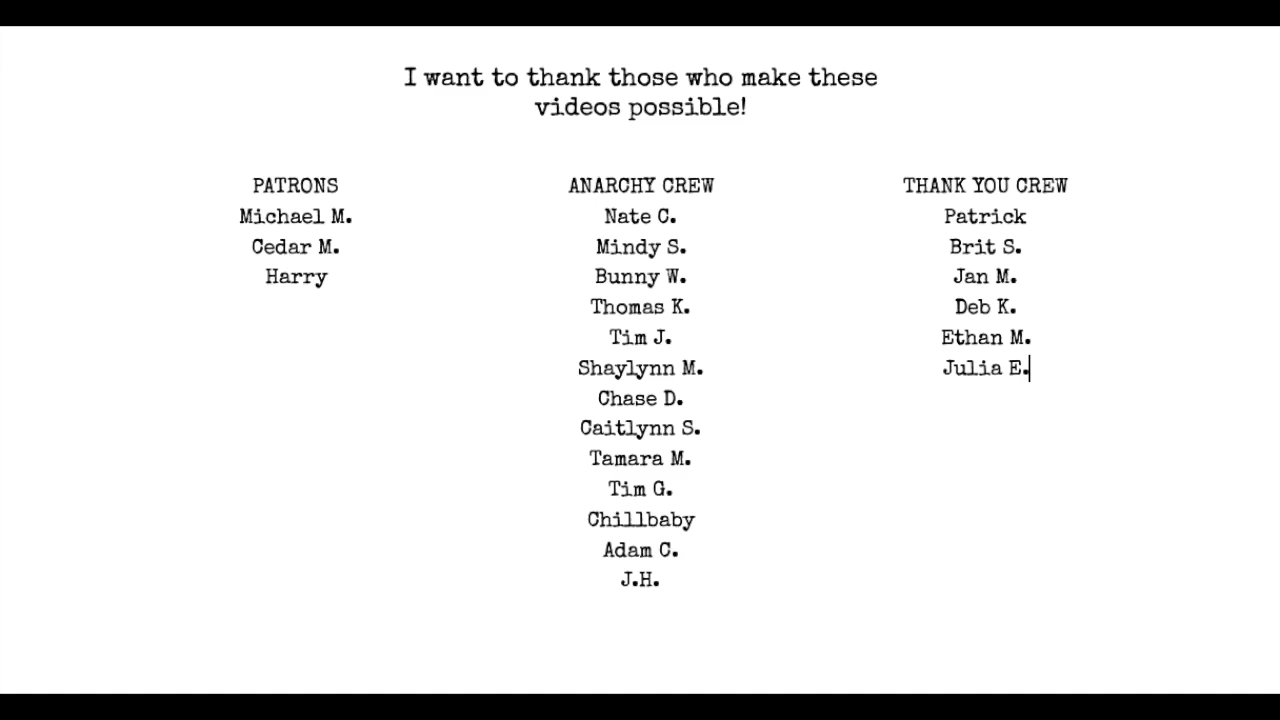 I want to thank those who make these
videos possible!
PATRONS
Michael M.
Cedar M.
Harry
ANARCHY CREW
Nate C.
Mindy S.
Bunny W.
Thomas K.
Tim J.
Shaylynn M.
Chase D.
Caitlynn S.
Tamara M.
Tim G.
Chillbaby
Adam C.
J.H.
THANK YOU CREW
Patrick
Brit S.
Jan M.
Deb K.
Ethan M.
Julia E.